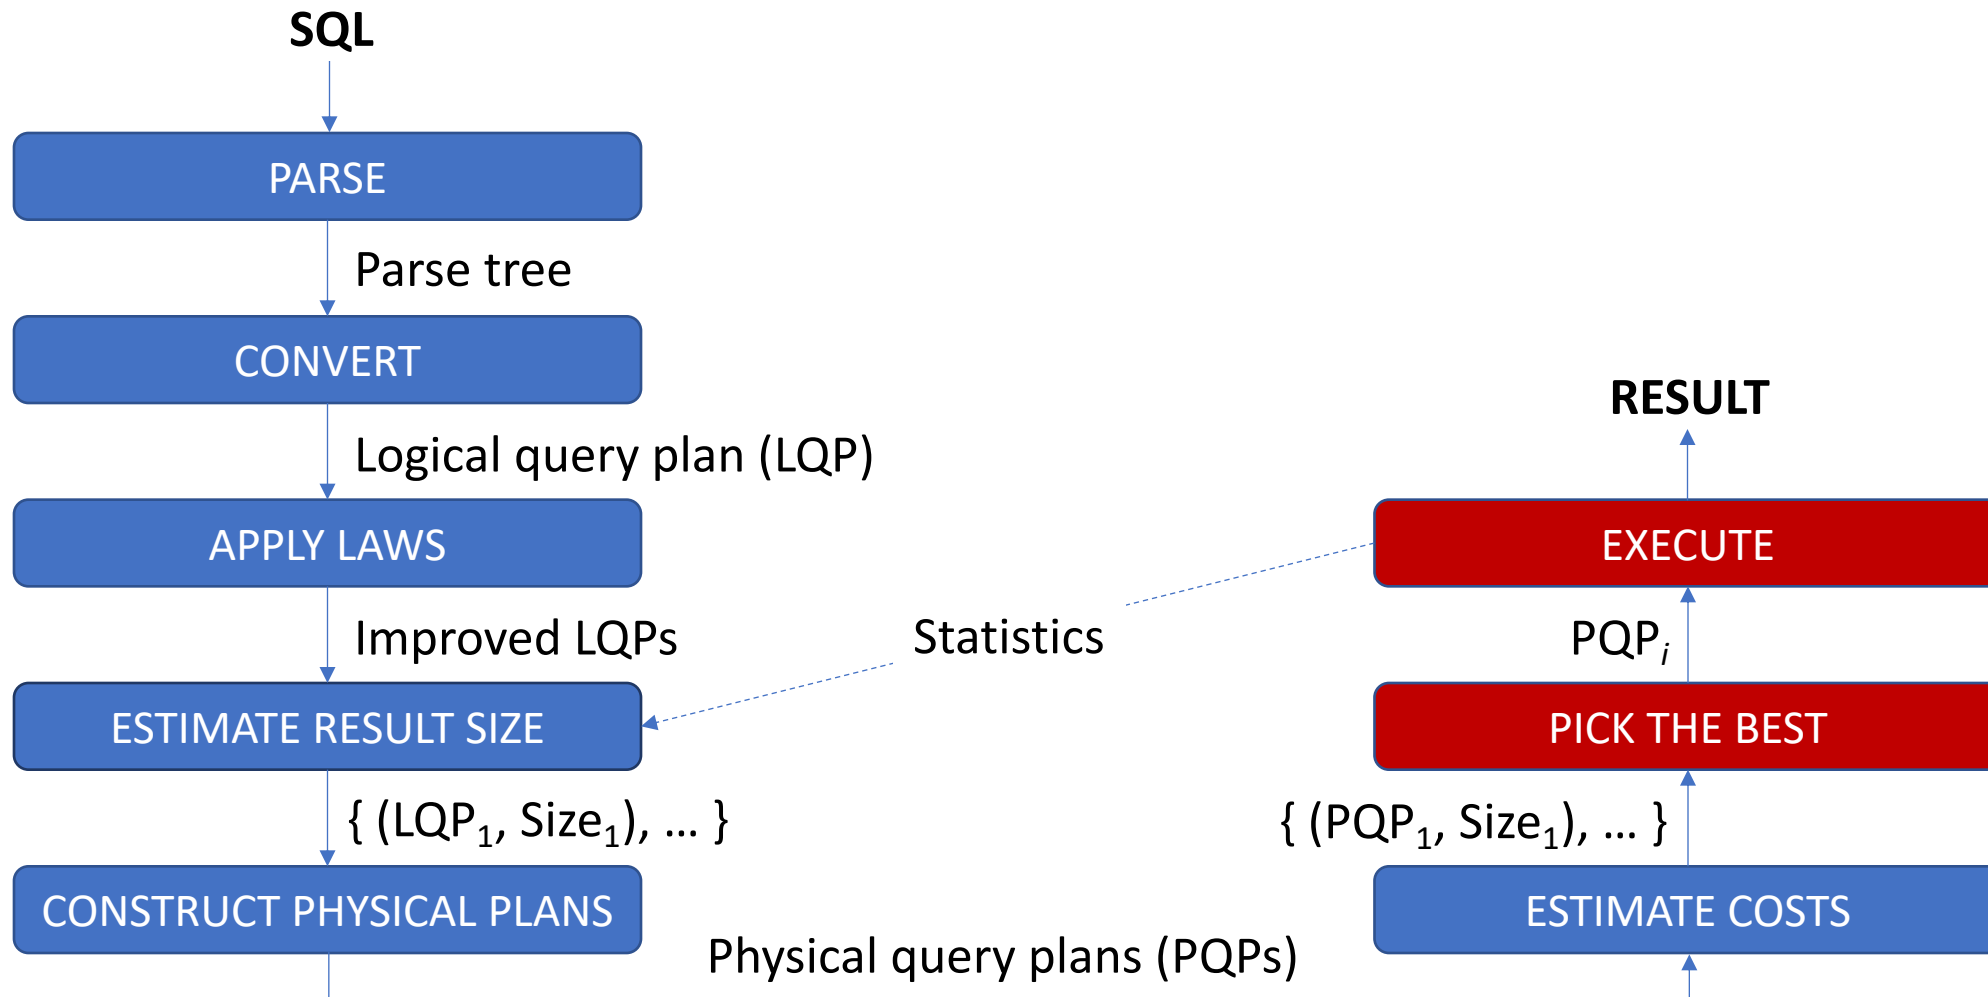 SQL
PARSE
Parse tree
CONVERT
Logical query plan (LQP)
APPLY LAWS
Improved LQPs
ESTIMATE RESULT SIZE
{ (LQP₁, Size₁), … }
CONSTRUCT PHYSICAL PLANS
Physical query plans (PQPs)
Statistics
RESULT
EXECUTE
PQPᵢ
PICK THE BEST
{ (PQP₁, Size₁), … }
ESTIMATE COSTS